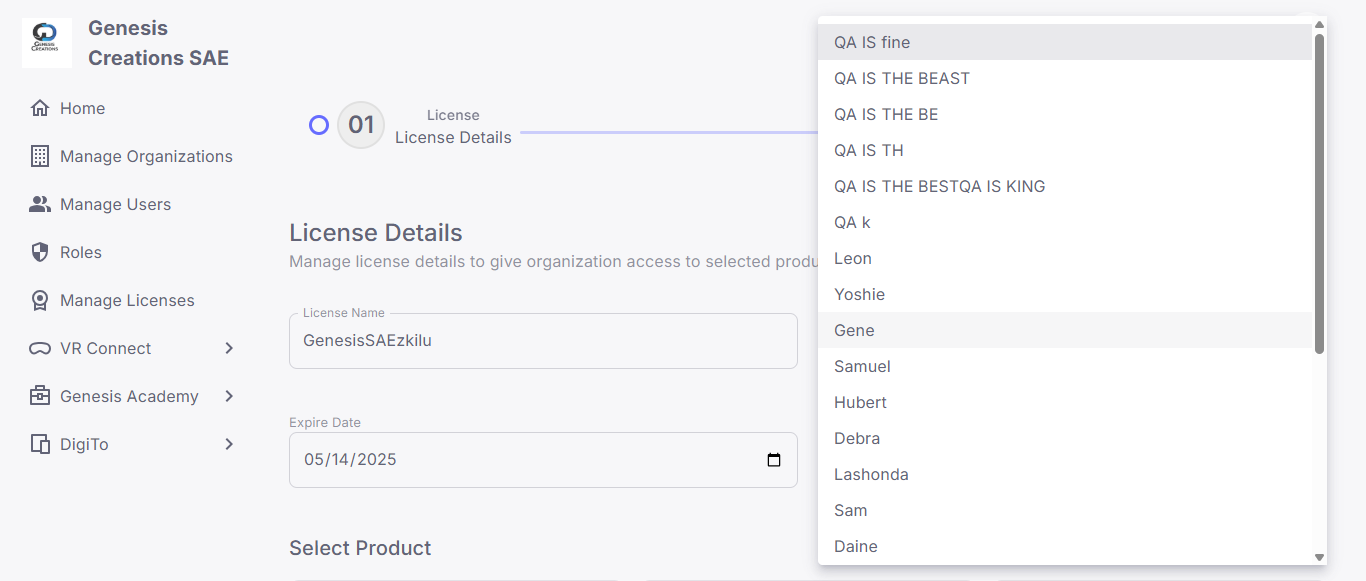 GENESIS
CREATIONS
Genesis
Creations SAE
Home
Manage Organizations
Manage Users
Roles
Manage Licenses
VR Connect
Genesis Academy
DigiTo
01
License
License Details
License Details
Manage license details to give organization access to selected produ
License Name
GenesisSAEzkilu
Expire Date
05/14/2025
Select Product
QA IS fine
QA IS THE BEAST
QA IS THE BE
QA IS TH
QA IS THE BESTQA IS KING
QA k
Leon
Yoshie
Gene
Samuel
Hubert
Debra
Lashonda
Sam
Daine